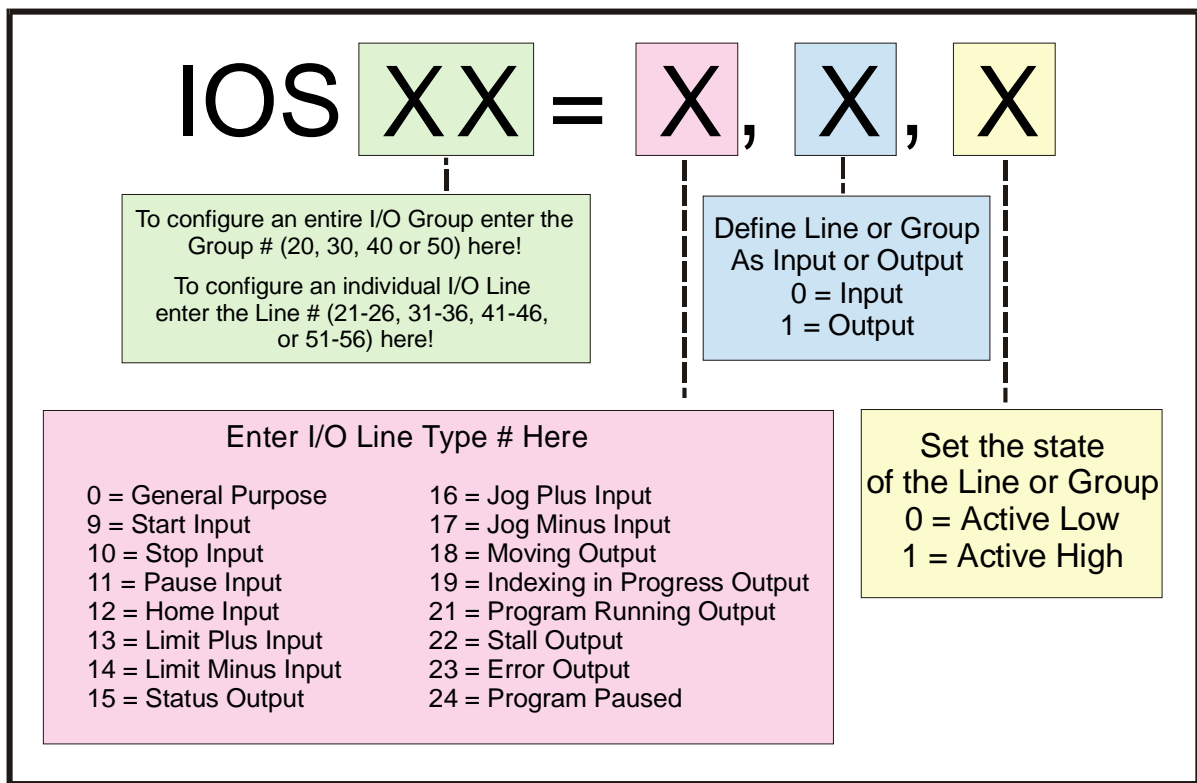 IOS XX = X, X, X
To configure an entire I/O Group enter the
Group # (20, 30, 40 or 50) here!
To configure an individual I/O Line
enter the Line # (21-26, 31-36, 41-46,
or 51-56) here!
Define Line or Group
As Input or Output
0 = Input
1 = Output
Enter I/O Line Type # Here
0 = General Purpose
9 = Start Input
10 = Stop Input
11 = Pause Input
12 = Home Input
13 = Limit Plus Input
14 = Limit Minus Input
15 = Status Output
16 = Jog Plus Input
17 = Jog Minus Input
18 = Moving Output
19 = Indexing in Progress Output
21 = Program Running Output
22 = Stall Output
23 = Error Output
24 = Program Paused
Set the state
of the Line or Group
0 = Active Low
1 = Active High